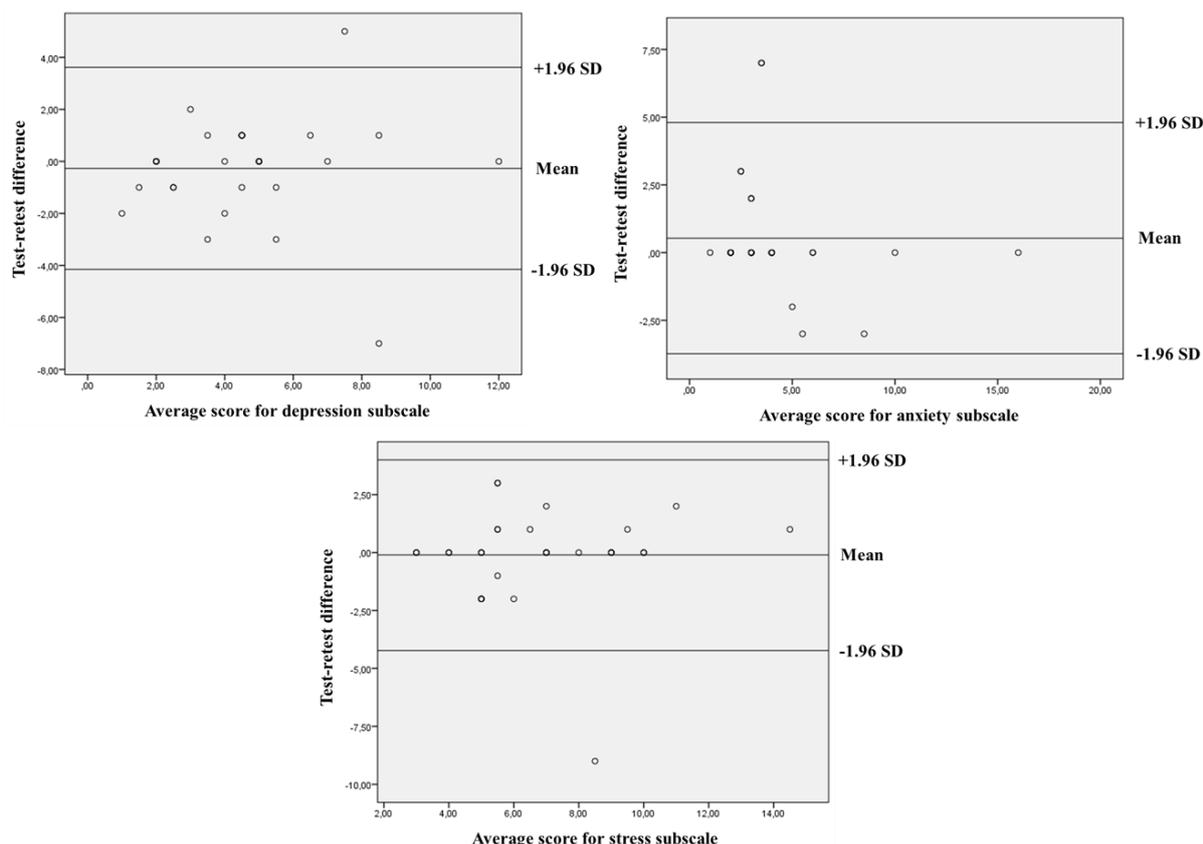 4,00
2,00
,00
-2,00
-4,00
-6,00
-8,00
Test-retest difference
+1.96 SD
Mean
-1.96 SD
,00 2,00 4,00 6,00 8,00 10,00 12,00
Average score for depression subscale
7,50
5,00
2,50
,00
-2,50
Test-retest difference
+1.96 SD
Mean
-1.96 SD
,00 5,00 10,00 15,00 20,00
Average score for anxiety subscale
2,50
,00
-2,50
-5,00
-7,50
-10,00
Test-retest difference
+1.96 SD
Mean
-1.96 SD
2,00 4,00 6,00 8,00 10,00 12,00 14,00
Average score for stress subscale